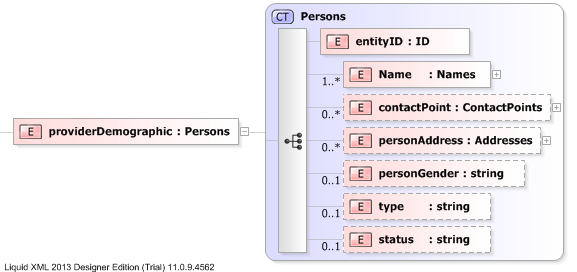 CT Persons
E entityID : ID
1..* E Name : Names
0..* E contactPoint : ContactPoints
E providerDemographic : Persons
0..* E personAddress : Addresses
0..1 E personGender : string
0..1 E type : string
0..1 E status : string
Liquid XML 2013 Designer Edition (Trial) 11.0.9.4562